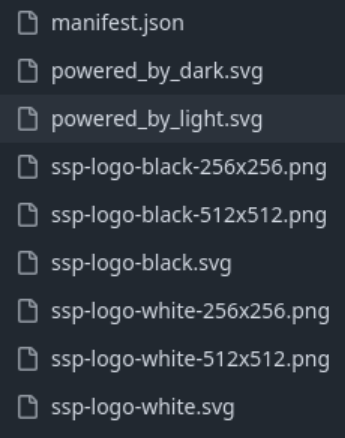 manifest.json
powered_by_dark.svg
powered_by_light.svg
ssp-logo-black-256x256.png
ssp-logo-black-512x512.png
ssp-logo-black.svg
ssp-logo-white-256x256.png
ssp-logo-white-512x512.png
ssp-logo-white.svg